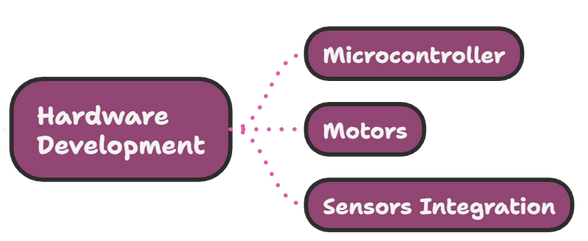 Hardware
Development
Microcontroller
Motors
Sensors Integration